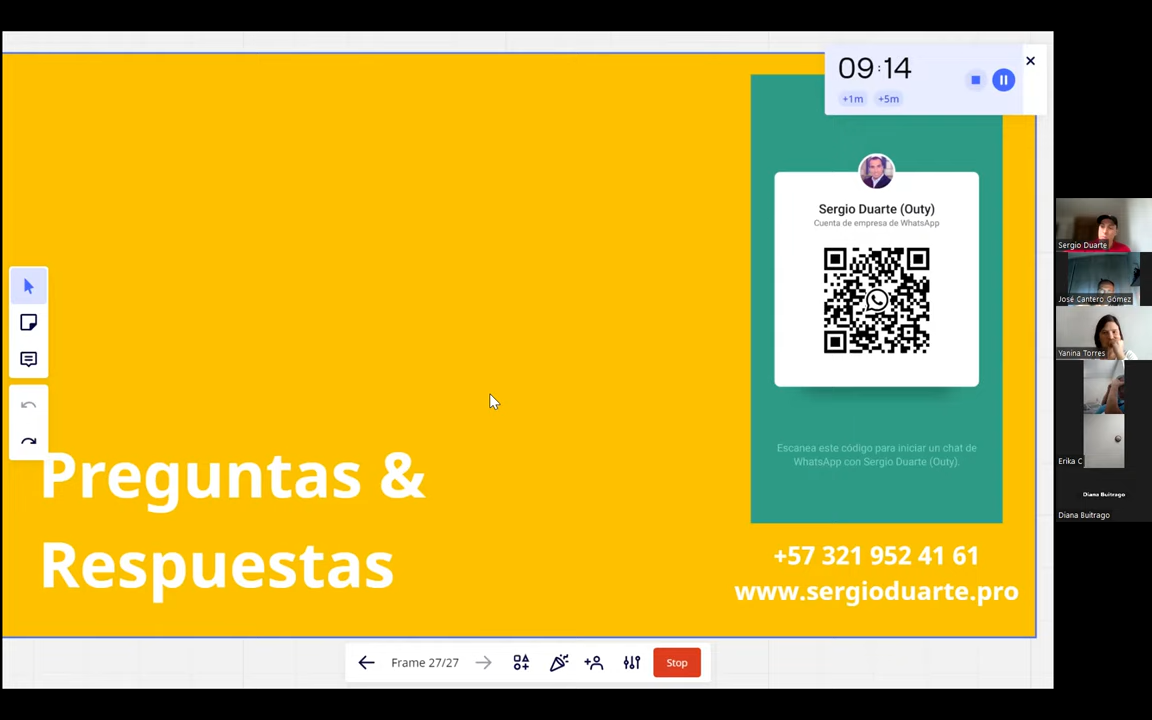 09:14
+1m
+5m
Sergio Duarte (Outy)
Cuenta de empresa de WhatsApp
Escanea este código para iniciar un chat de
WhatsApp con Sergio Duarte (Outy).
Preguntas &
Respuestas
+57 321 952 41 61
www.sergioduarte.pro
Frame 27/27
Stop
Sergio Duarte
José Cantero Gómez
Yanina Torres
Erika C
Diana Buitrago
Diana Buitrago